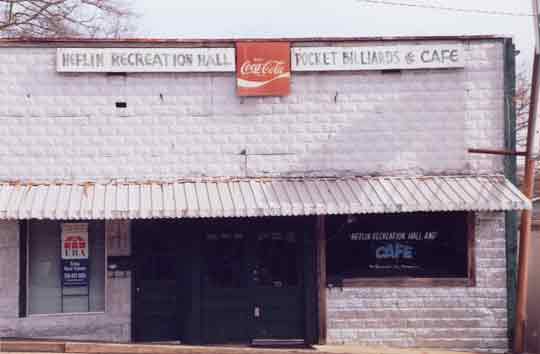 HEFLIN RECREATION HALL
Coca-Cola
POCKET BILLIARDS & CAFE
HEFLIN RECREATION HALL AND
CAFE
ERA